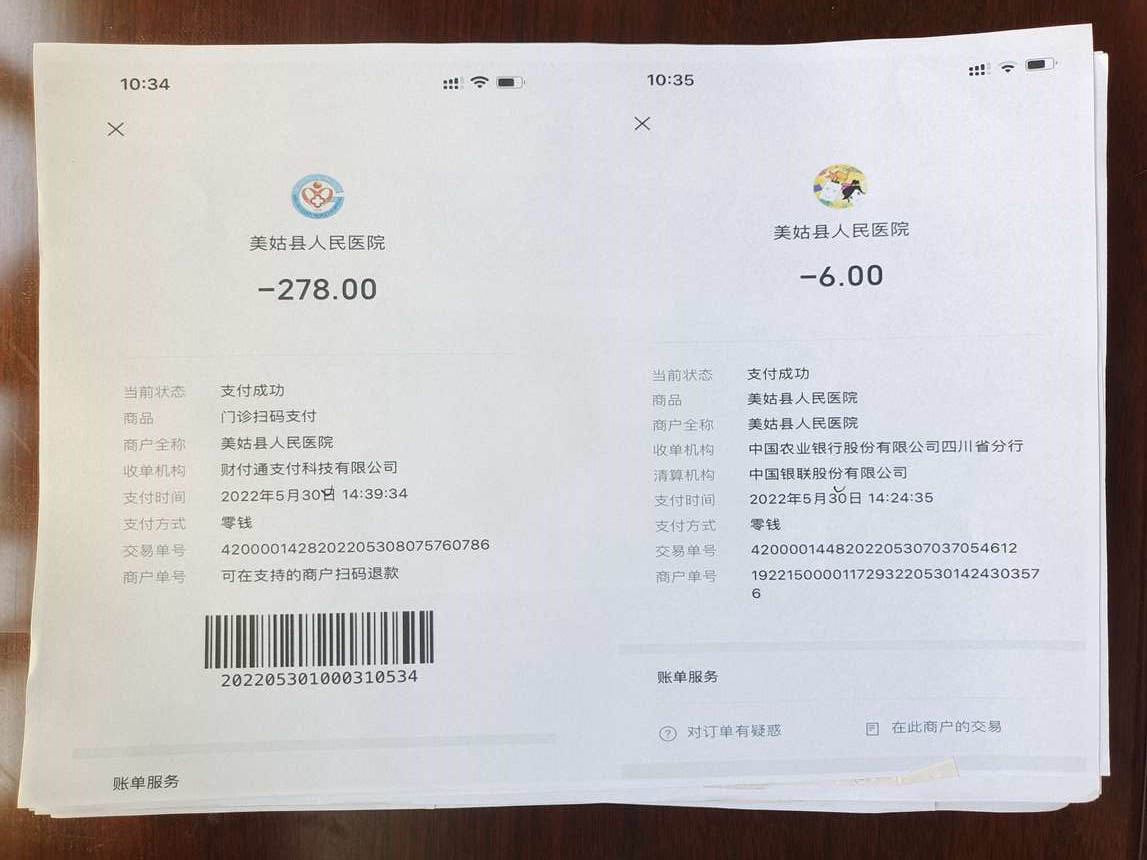 10:34
美姑县人民医院
-278.00
当前状态 支付成功
商品 门诊扫码支付
商户全称 美姑县人民医院
收单机构 财付通支付科技有限公司
支付时间 2022年5月30日 14:39:34
支付方式 零钱
交易单号 4200001428202205308075760786
商户单号 可在支持的商户扫码退款
202205301000310534
账单服务
10:35
美姑县人民医院
-6.00
当前状态 支付成功
商品 美姑县人民医院
商户全称 美姑县人民医院
收单机构 中国农业银行股份有限公司四川省分行
清算机构 中国银联股份有限公司
支付时间 2022年5月30日 14:24:35
支付方式 零钱
交易单号 4200001448202205307037054612
商户单号 1922150000117293220530142430357
6
账单服务
对订单有疑惑 在此商户的交易